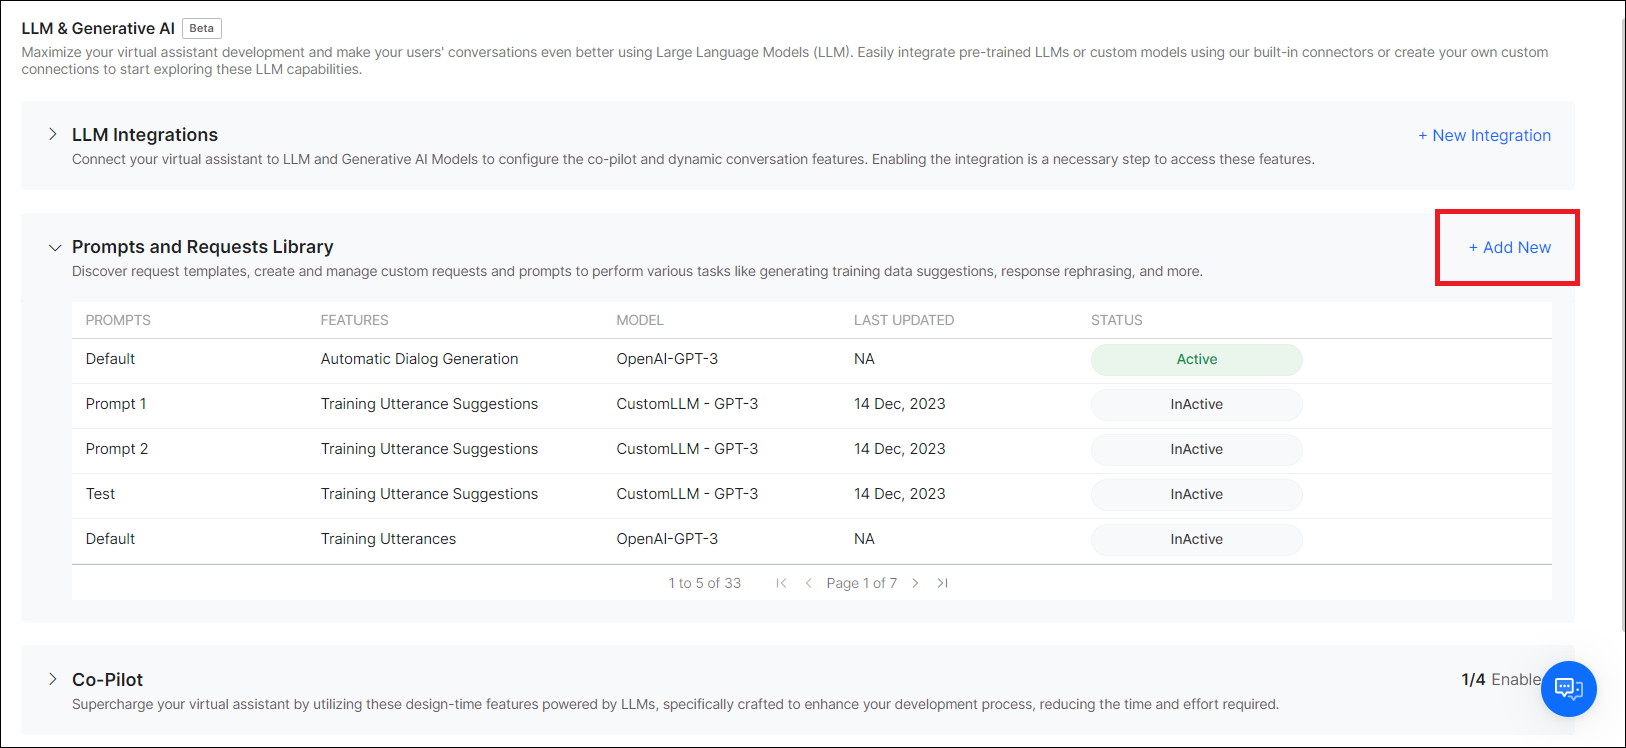 LLM & Generative AI Beta
Maximize your virtual assistant development and make your users' conversations even better using Large Language Models (LLM). Easily integrate pre-trained LLMs or custom models using our built-in connectors or create your own custom
connections to start exploring these LLM capabilities.
LLM Integrations
+ New Integration
Connect your virtual assistant to LLM and Generative AI Models to configure the co-pilot and dynamic conversation features. Enabling the integration is a necessary step to access these features.
Prompts and Requests Library
+ Add New
Discover request templates, create and manage custom requests and prompts to perform various tasks like generating training data suggestions, response rephrasing, and more.
PROMPTS FEATURES MODEL LAST UPDATED STATUS
Default Automatic Dialog Generation OpenAI-GPT-3 NA Active
Prompt 1 Training Utterance Suggestions CustomLLM - GPT-3 14 Dec, 2023 InActive
Prompt 2 Training Utterance Suggestions CustomLLM - GPT-3 14 Dec, 2023 InActive
Test Training Utterance Suggestions CustomLLM - GPT-3 14 Dec, 2023 InActive
Default Training Utterances OpenAI-GPT-3 NA InActive
1 to 5 of 33 Page 1 of 7
Co-Pilot
1/4 Enable
Supercharge your virtual assistant by utilizing these design-time features powered by LLMs, specifically crafted to enhance your development process, reducing the time and effort required.